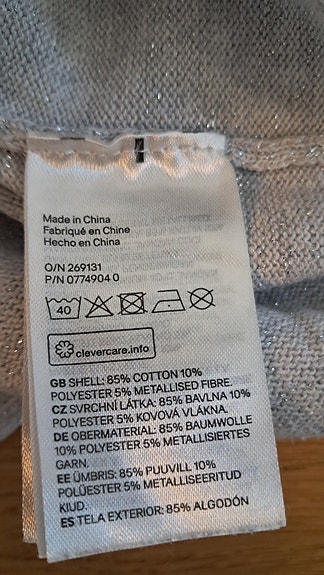 Made in China
Fabriqué en Chine
Hecho en China
O/N 269131
P/N 0774904 0
40
clevercare.info
GB SHELL: 85% COTTON 10%
POLYESTER 5% METALLISED FIBRE.
CZ SVRCHNÍ LÁTKA: 85% BAVLNA 10%
POLYESTER 5% KOVOVÁ VLÁKNA.
DE OBERMATERIAL: 85% BAUMWOLLE
10% POLYESTER 5% METALLISIERTES
GARN.
EE ÜMBRIS: 85% PUUVILL 10%
POLÜESTER 5% METALLISEERITUD
KIUD.
ES TELA EXTERIOR: 85% ALGODÓN